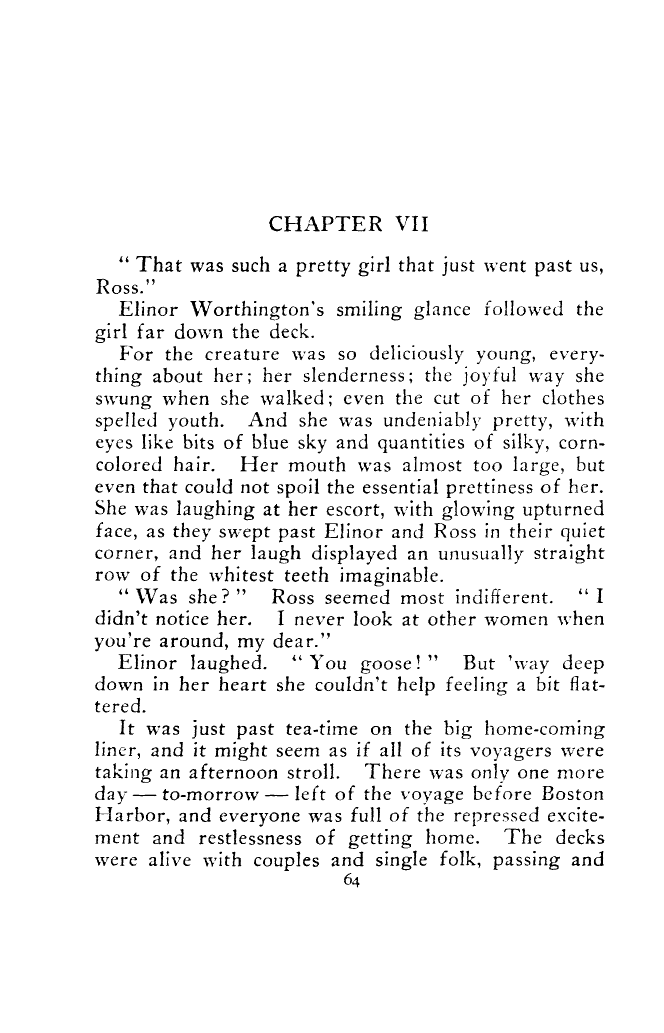 CHAPTER VII
" That was such a pretty girl that just went past us,
Ross."
Elinor Worthington's smiling glance followed the
girl far down the deck.
For the creature was so deliciously young, every-
thing about her; her slenderness; the joyful way she
swung when she walked; even the cut of her clothes
spelled youth. And she was undeniably pretty, with
eyes like bits of blue sky and quantities of silky, corn-
colored hair. Her mouth was almost too large, but
even that could not spoil the essential prettiness of her.
She was laughing at her escort, with glowing upturned
face, as they swept past Elinor and Ross in their quiet
corner, and her laugh displayed an unusually straight
row of the whitest teeth imaginable.
" Was she? " Ross seemed most indifferent. " I
didn't notice her. I never look at other women when
you're around, my dear."
Elinor laughed. " You goose! " But 'way deep
down in her heart she couldn't help feeling a bit flat-
tered.
It was just past tea-time on the big home-coming
liner, and it might seem as if all of its voyagers were
taking an afternoon stroll. There was only one more
day — to-morrow — left of the voyage before Boston
Harbor, and everyone was full of the repressed excite-
ment and restlessness of getting home. The decks
were alive with couples and single folk, passing and
64